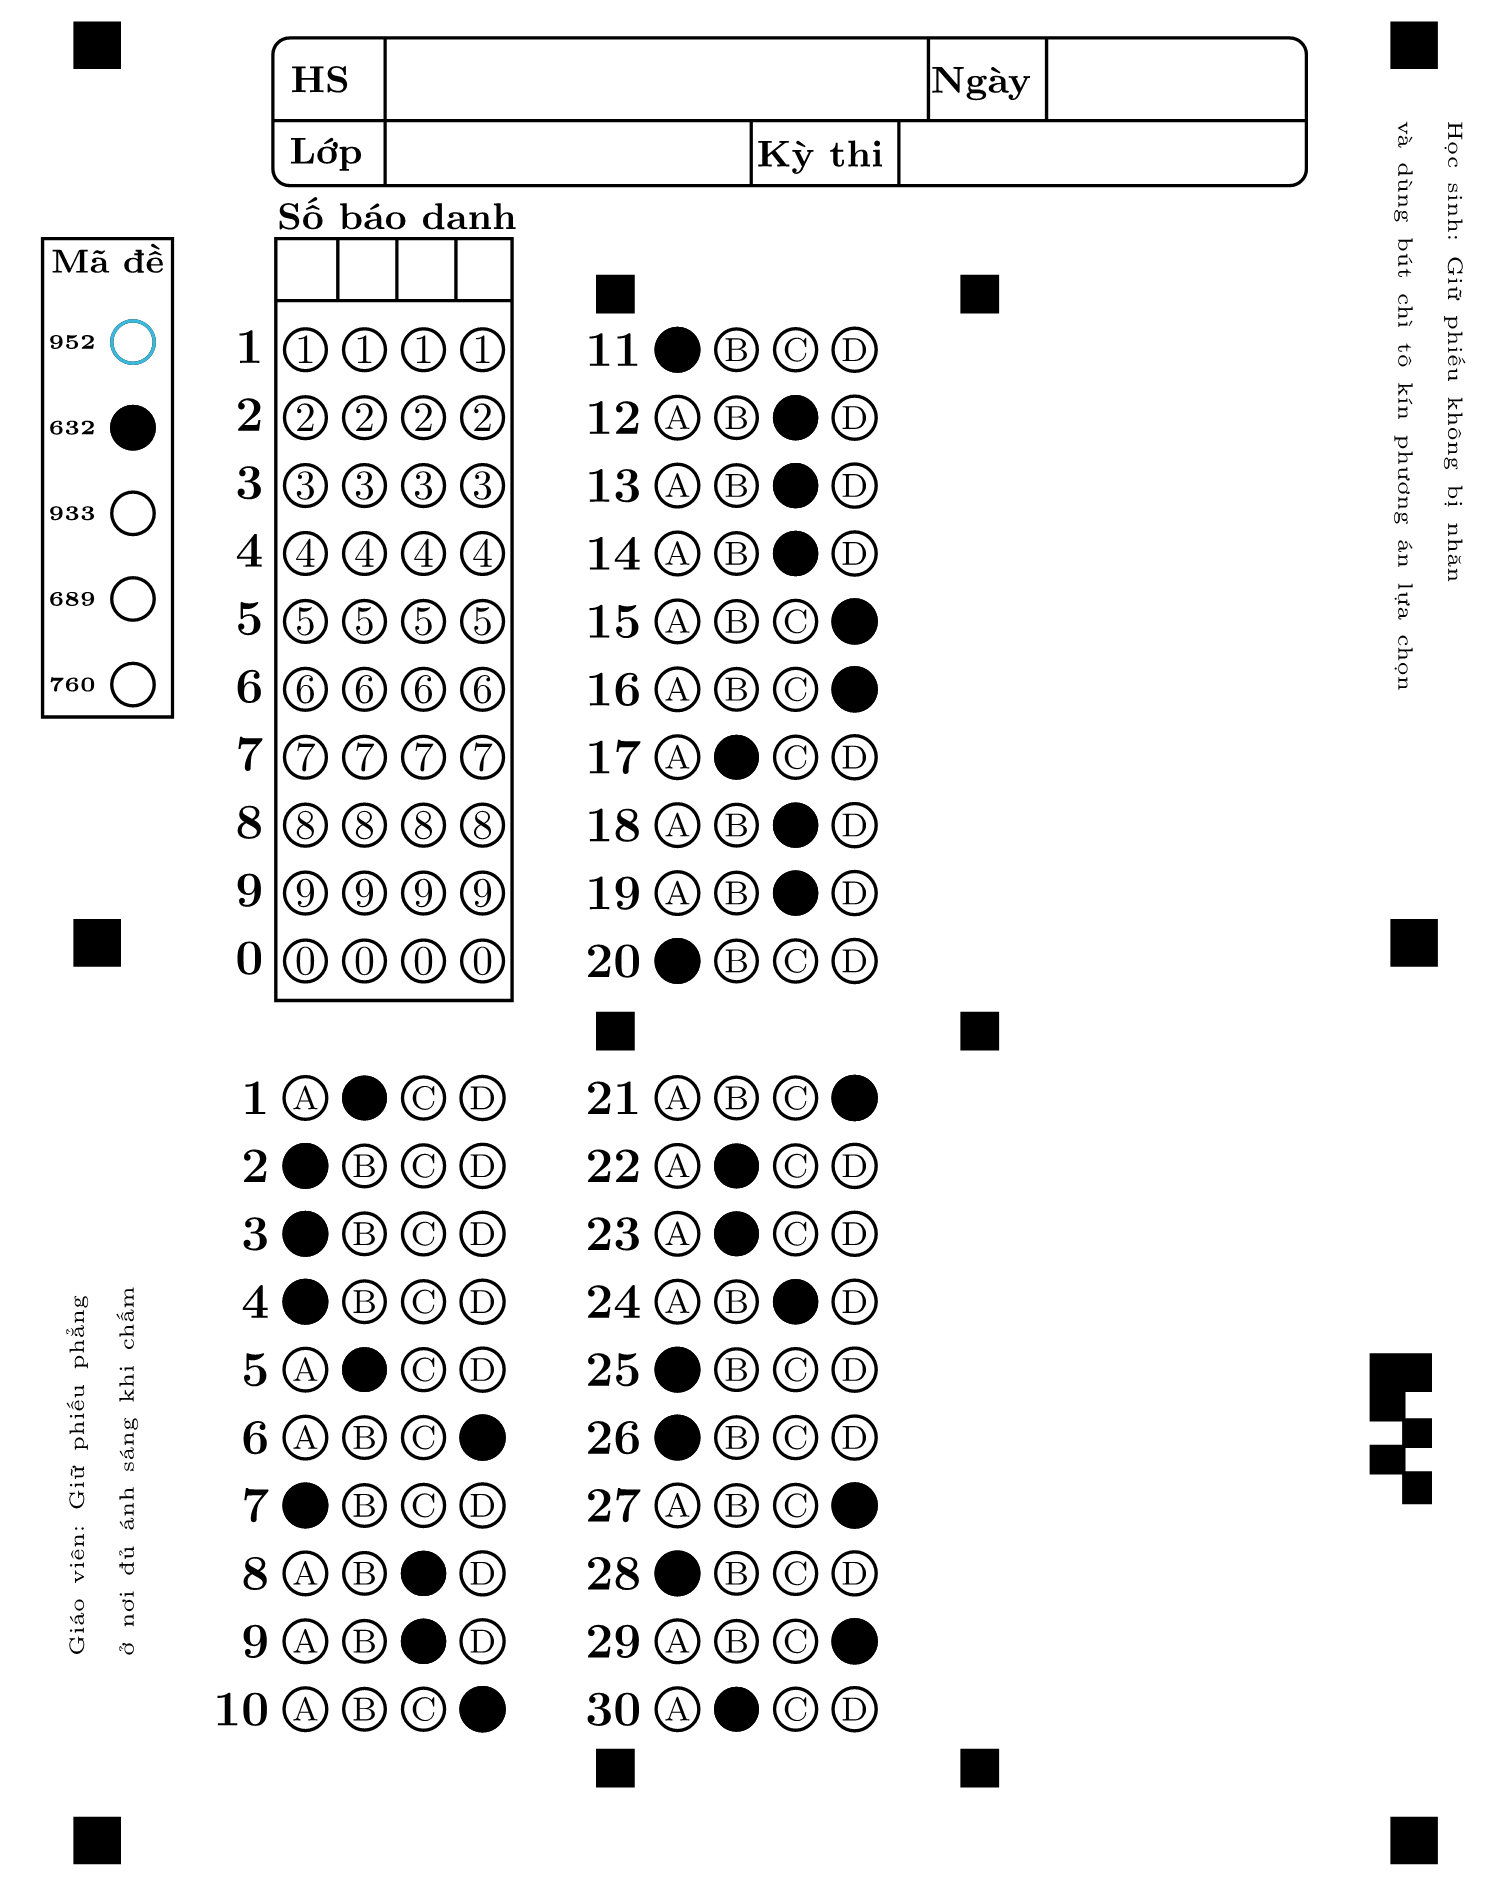 HS Ngày
Lớp Kỳ thi
Học sinh: Giữ phiếu không bị nhăn
và dùng bút chì tô kín phương án lựa chọn
Mã đề
952
632
933
689
760
Số báo danh
1 1 1 1 1
2 2 2 2 2
3 3 3 3 3
4 4 4 4 4
5 5 5 5 5
6 6 6 6 6
7 7 7 7 7
8 8 8 8 8
9 9 9 9 9
0 0 0 0 0
11 B C D
12 A B D
13 A B D
14 A B D
15 A B C
16 A B C
17 A C D
18 A B D
19 A B D
20 B C D
1 A C D
2 B C D
3 B C D
4 B C D
5 A C D
6 A B C
7 B C D
8 A B D
9 A B D
10 A B C
21 A B C
22 A C D
23 A C D
24 A B D
25 B C D
26 B C D
27 A B C
28 B C D
29 A B C
30 A C D
Giáo viên: Giữ phiếu phẳng
ở nơi đủ ánh sáng khi chấm